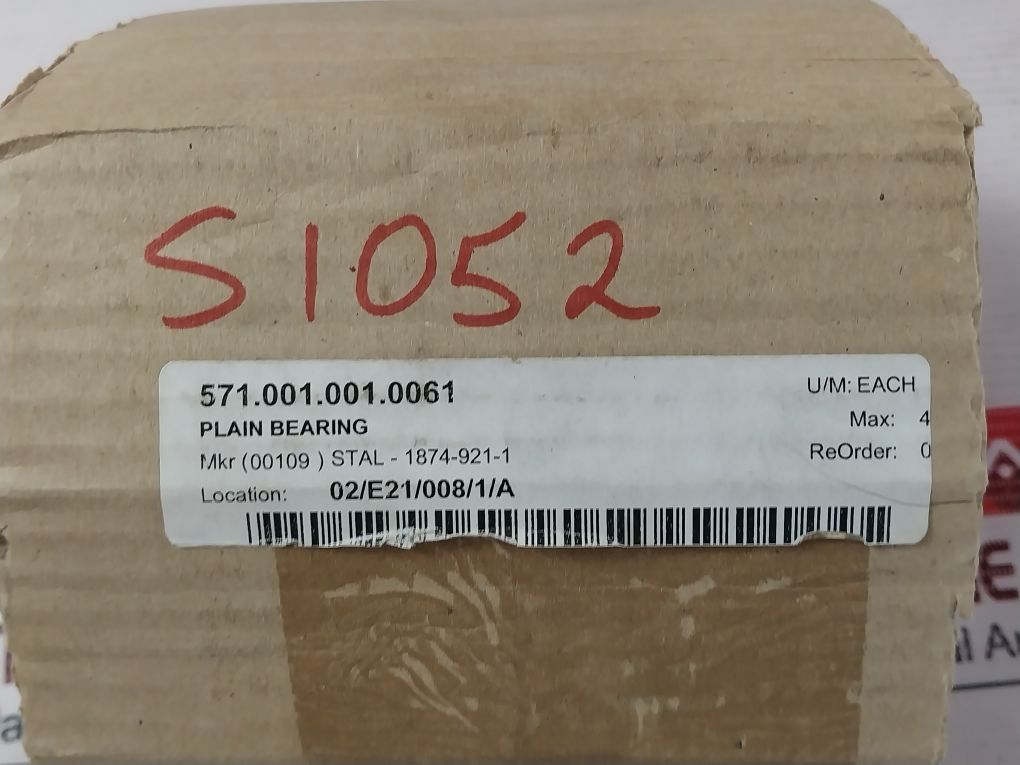 S1052
571.001.001.0061
PLAIN BEARING
Mkr (00109 ) STAL - 1874-921-1
Location: 02/E21/008/1/A
U/M: EACH
Max: 4
ReOrder: 0